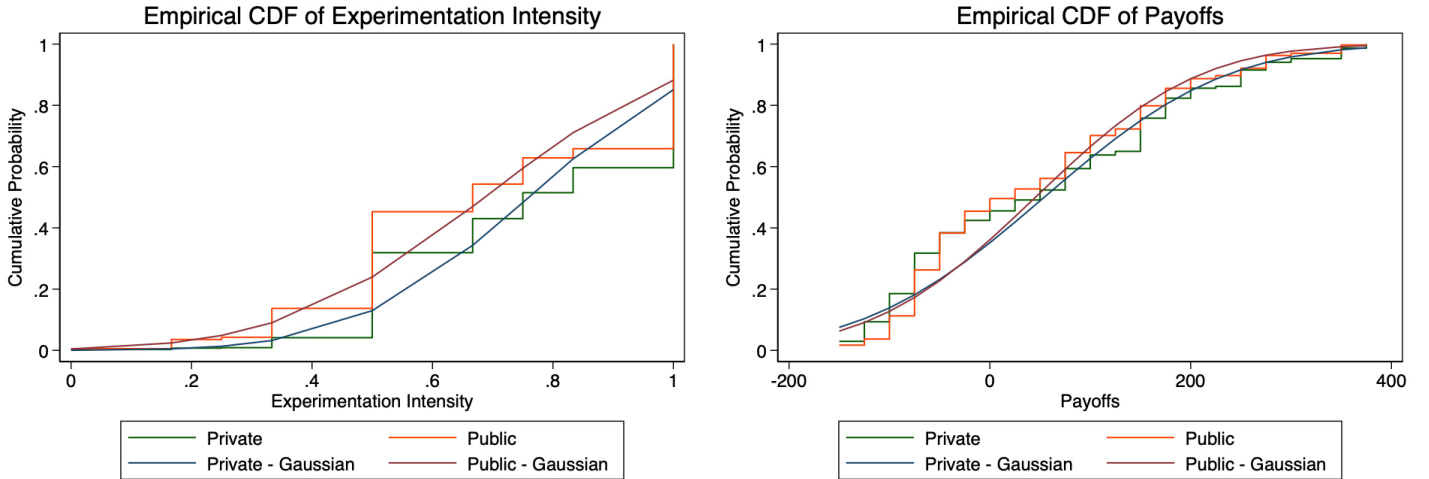 Empirical CDF of Experimentation Intensity
Cumulative Probability
1
.8
.6
.4
.2
0
0 .2 .4 .6 .8 1
Experimentation Intensity
Private Public
Private - Gaussian Public - Gaussian
Empirical CDF of Payoffs
Cumulative Probability
1
.8
.6
.4
.2
0
-200 0 200 400
Payoffs
Private Public
Private - Gaussian Public - Gaussian